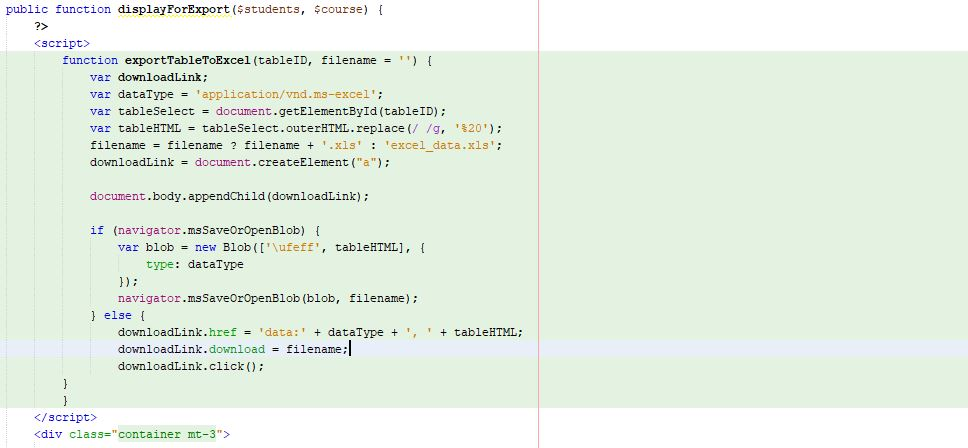 public function displayForExport($students, $course) {
?>
<script>
function exportTableToExcel(tableID, filename = '') {
var downloadLink;
var dataType = 'application/vnd.ms-excel';
var tableSelect = document.getElementById(tableID);
var tableHTML = tableSelect.outerHTML.replace(/ /g, '%20');
filename = filename ? filename + '.xls' : 'excel_data.xls';
downloadLink = document.createElement("a");
document.body.appendChild(downloadLink);
if (navigator.msSaveOrOpenBlob) {
var blob = new Blob(['\ufeff', tableHTML], {
type: dataType
});
navigator.msSaveOrOpenBlob(blob, filename);
} else {
downloadLink.href = 'data:' + dataType + ', ' + tableHTML;
downloadLink.download = filename;
downloadLink.click();
}
}
</script>
<div class="container mt-3">